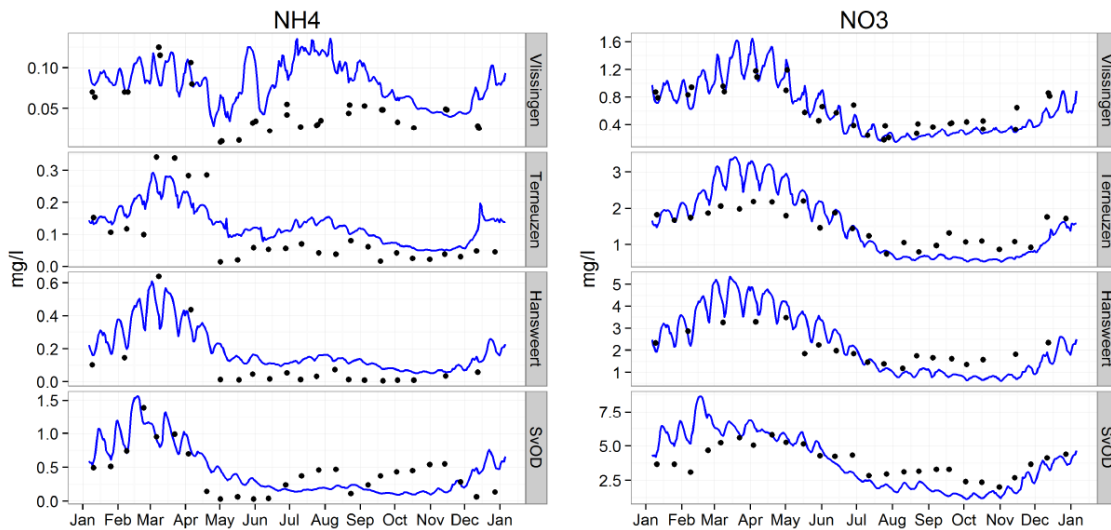 NH4
NO3
0.10
0.05
Vlissingen
1.6
1.2
0.8
0.4
Vlissingen
0.3
0.2
0.1
0.0
Terneuzen
3
2
1
Terneuzen
mg/l
mg/l
0.6
0.4
0.2
0.0
Hansweert
5
4
3
2
1
Hansweert
1.5
1.0
0.5
0.0
SvOD
7.5
5.0
2.5
SvOD
Jan Feb Mar Apr May Jun Jul Aug Sep Oct Nov Dec Jan
Jan Feb Mar Apr May Jun Jul Aug Sep Oct Nov Dec Jan